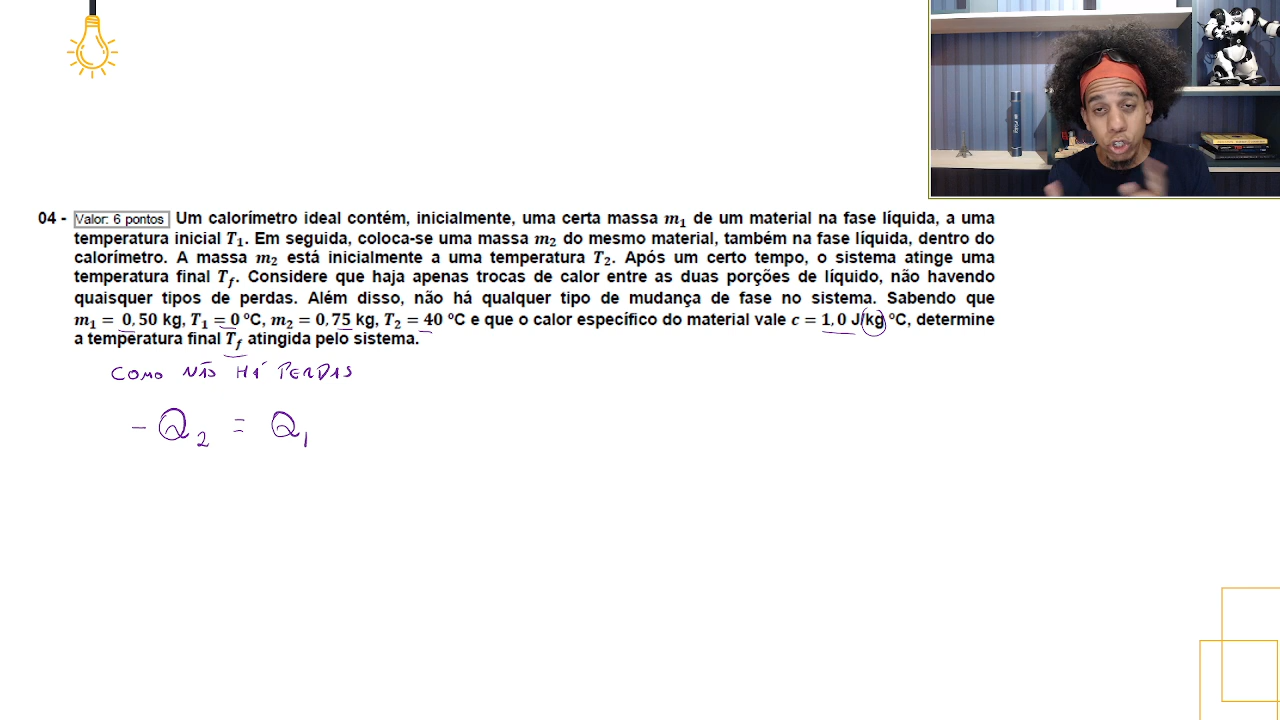 04 - Valor: 6 pontos Um calorímetro ideal contém, inicialmente, uma certa massa m₁ de um material na fase líquida, a uma
temperatura inicial T₁. Em seguida, coloca-se uma massa m₂ do mesmo material, também na fase líquida, dentro do
calorímetro. A massa m₂ está inicialmente a uma temperatura T₂. Após um certo tempo, o sistema atinge uma
temperatura final T_f. Considere que haja apenas trocas de calor entre as duas porções de líquido, não havendo
quaisquer tipos de perdas. Além disso, não há qualquer tipo de mudança de fase no sistema. Sabendo que
m₁ = 0,50 kg, T₁ = 0 ºC, m₂ = 0,75 kg, T₂ = 40 ºC e que o calor específico do material vale c = 1,0 J/kg ºC, determine
a temperatura final T_f atingida pelo sistema.
COMO NÃO HÁ PERDAS
- Q₂ = Q₁